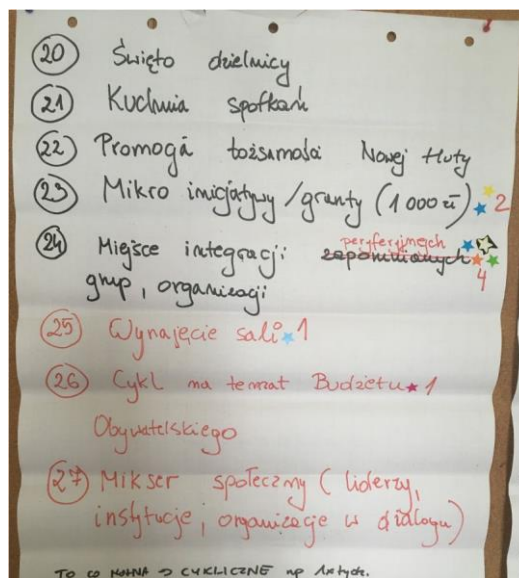 20 Święto dzielnicy
21 Kuchnia spotkań
22 Promocja tożsamości Nowej Huty
23 Mikro inicjatywy / granty (1000 zł) 2
peryferyjnych
24 Miejsce integracji zapomnianych 4
grup, organizacji
25 Wynajęcie sali 1
26 Cykl na temat Budżetu 1
Obywatelskiego
27 Mikser społeczny (liderzy,
instytucje, organizacje w dialogu)
TO CO → CYKLICZNE np